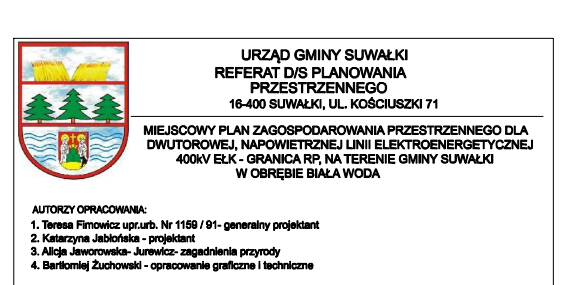 URZĄD GMINY SUWAŁKI
REFERAT D/S PLANOWANIA
PRZESTRZENNEGO
16-400 SUWAŁKI, UL. KOŚCIUSZKI 71
MIEJSCOWY PLAN ZAGOSPODAROWANIA PRZESTRZENNEGO DLA
DWUTOROWEJ, NAPOWIETRZNEJ LINII ELEKTROENERGETYCZNEJ
400kV EŁK - GRANICA RP, NA TERENIE GMINY SUWAŁKI
W OBRĘBIE BIAŁA WODA
AUTORZY OPRACOWANIA:
1. Teresa Fimowicz upr.urb. Nr 1159 / 91- generalny projektant
2. Katarzyna Jabłońska - projektant
3. Alicja Jaworowska- Jurewicz- zagadnienia przyrody
4. Bartłomiej Żuchowski - opracowanie graficzne i techniczne